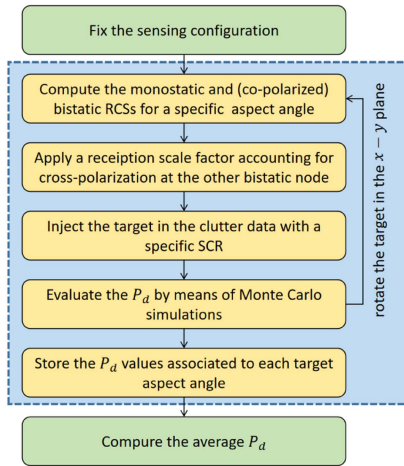 Fix the sensing configuration
Compute the monostatic and (co-polarized)
bistatic RCSs for a specific aspect angle
Apply a receiption scale factor accounting for
cross-polarization at the other bistatic node
Inject the target in the clutter data with a
specific SCR
Evaluate the P_d by means of Monte Carlo
simulations
Store the P_d values associated to each target
aspect angle
Compute the average P_d
rotate the target in the x − y plane